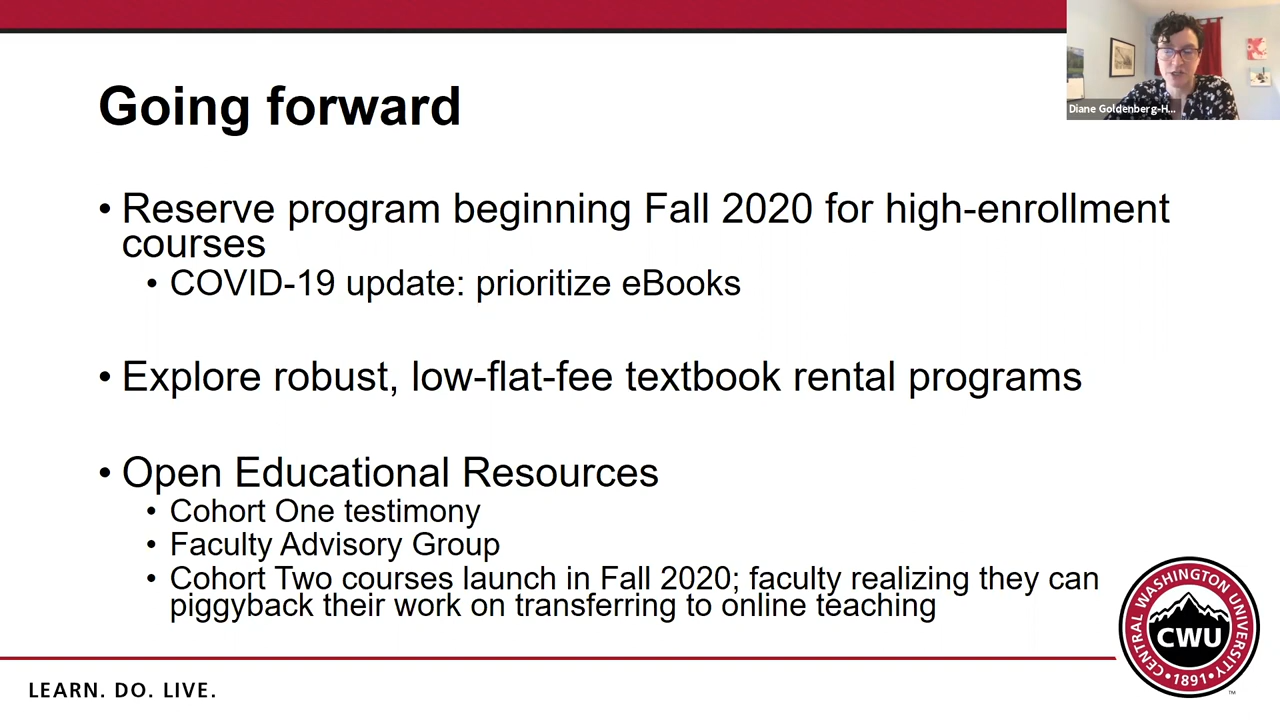 Going forward
Diane Goldenberg-H...
• Reserve program beginning Fall 2020 for high-enrollment
courses
• COVID-19 update: prioritize eBooks
• Explore robust, low-flat-fee textbook rental programs
• Open Educational Resources
• Cohort One testimony
• Faculty Advisory Group
• Cohort Two courses launch in Fall 2020; faculty realizing they can
piggyback their work on transferring to online teaching
CENTRAL WASHINGTON UNIVERSITY
CWU
• 1891 •
™
LEARN. DO. LIVE.